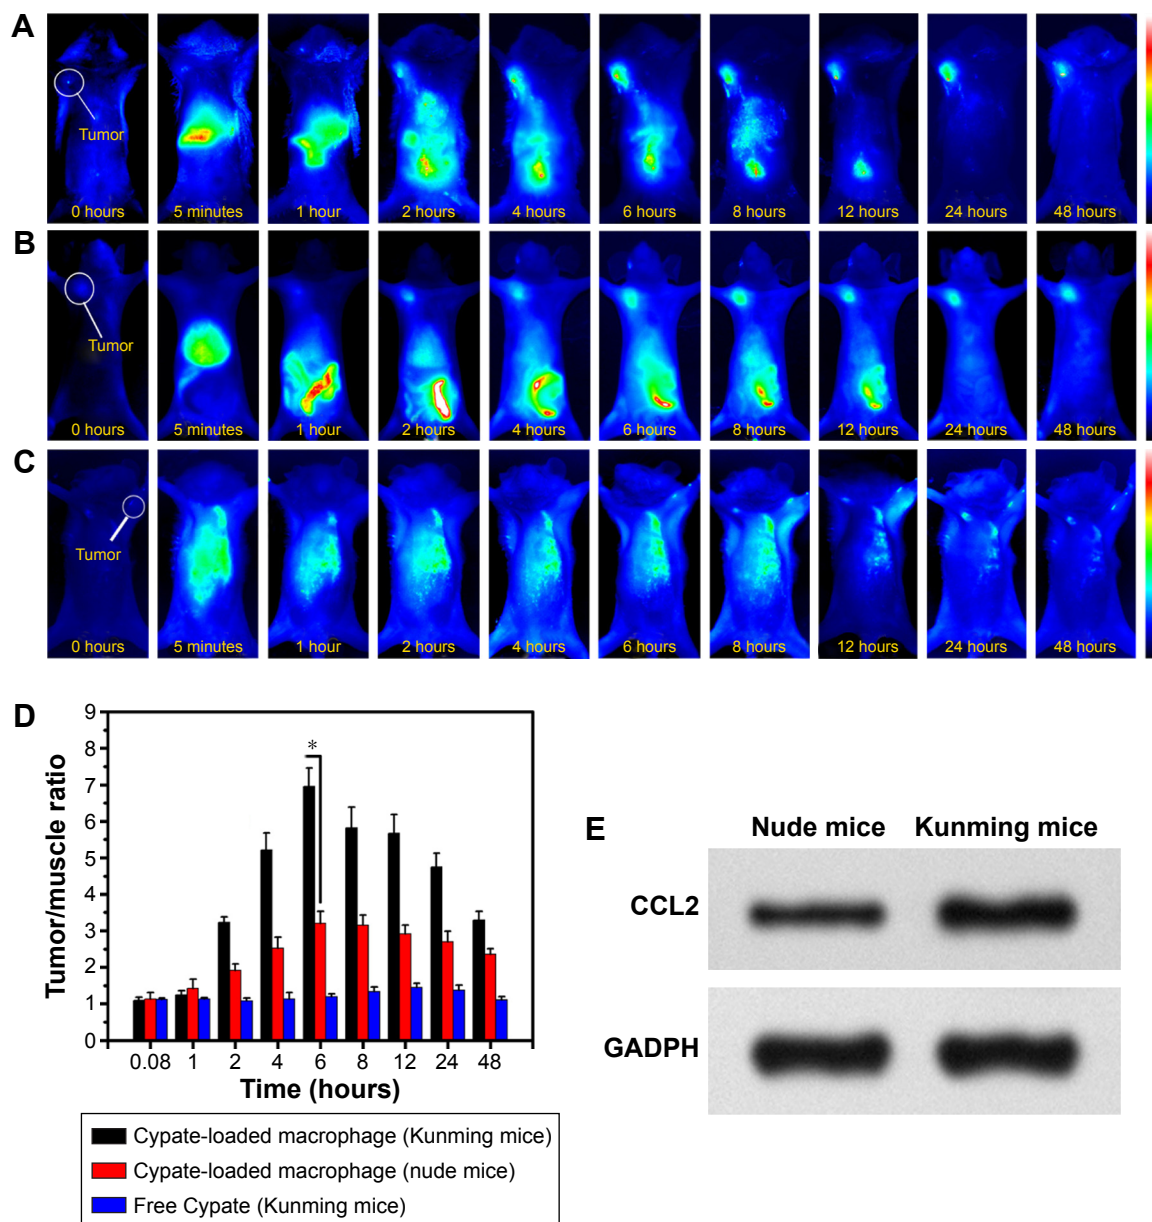 A
Tumor
0 hours 5 minutes 1 hour 2 hours 4 hours 6 hours 8 hours 12 hours 24 hours 48 hours
B
Tumor
0 hours 5 minutes 1 hour 2 hours 4 hours 6 hours 8 hours 12 hours 24 hours 48 hours
C
Tumor
0 hours 5 minutes 1 hour 2 hours 4 hours 6 hours 8 hours 12 hours 24 hours 48 hours
D
Tumor/muscle ratio
9
8
7
6
5
4
3
2
1
0
*
0.08 1 2 4 6 8 12 24 48
Time (hours)
Cypate-loaded macrophage (Kunming mice)
Cypate-loaded macrophage (nude mice)
Free Cypate (Kunming mice)
E
Nude mice Kunming mice
CCL2
GADPH